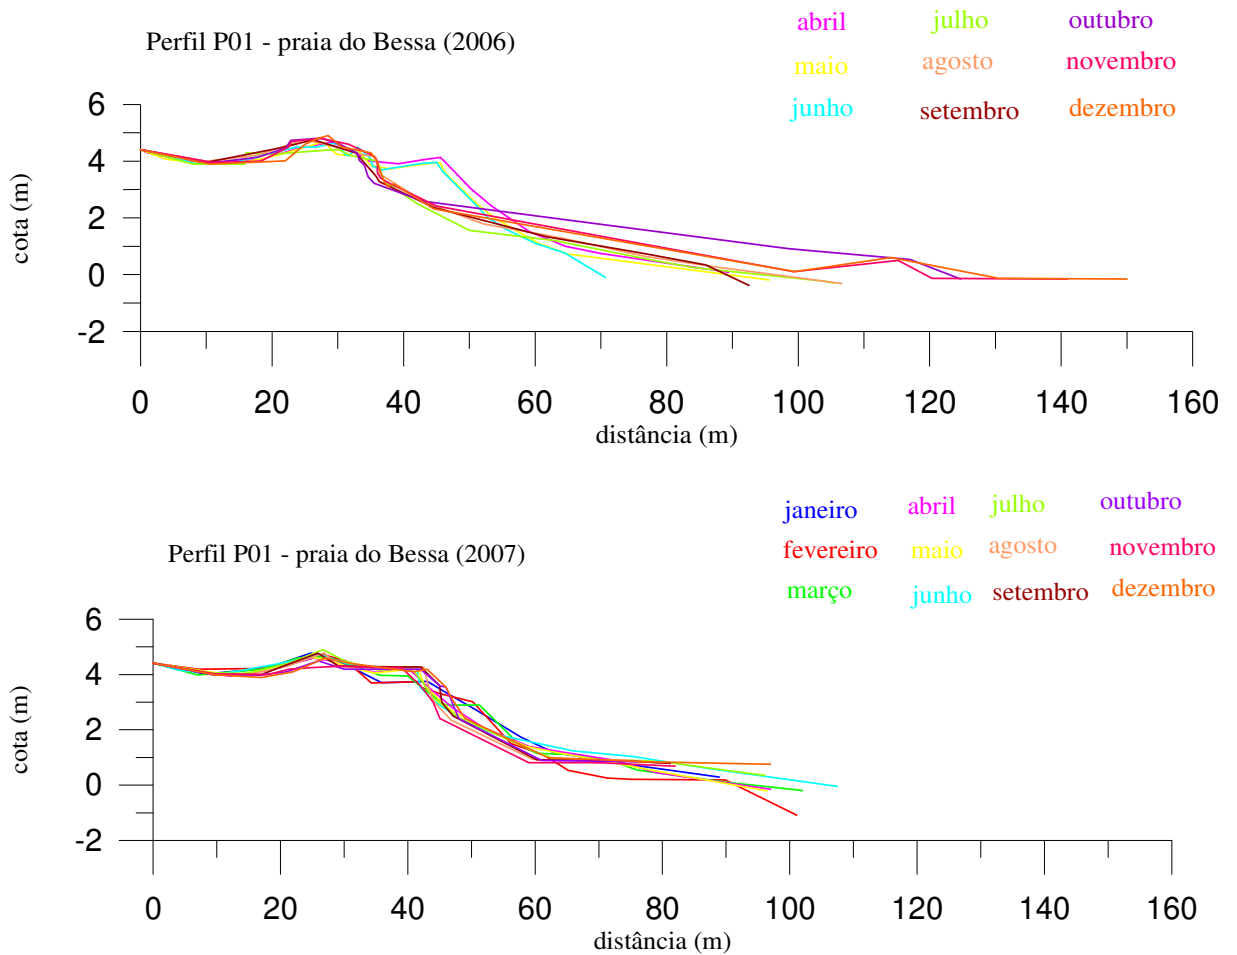 Perfil P01 - praia do Bessa (2006)
abril julho outubro
maio agosto novembro
junho setembro dezembro
6
4
2
0
-2
cota (m)
0 20 40 60 80 100 120 140 160
distância (m)
Perfil P01 - praia do Bessa (2007)
janeiro abril julho outubro
fevereiro maio agosto novembro
março junho setembro dezembro
6
4
2
0
-2
cota (m)
0 20 40 60 80 100 120 140 160
distância (m)